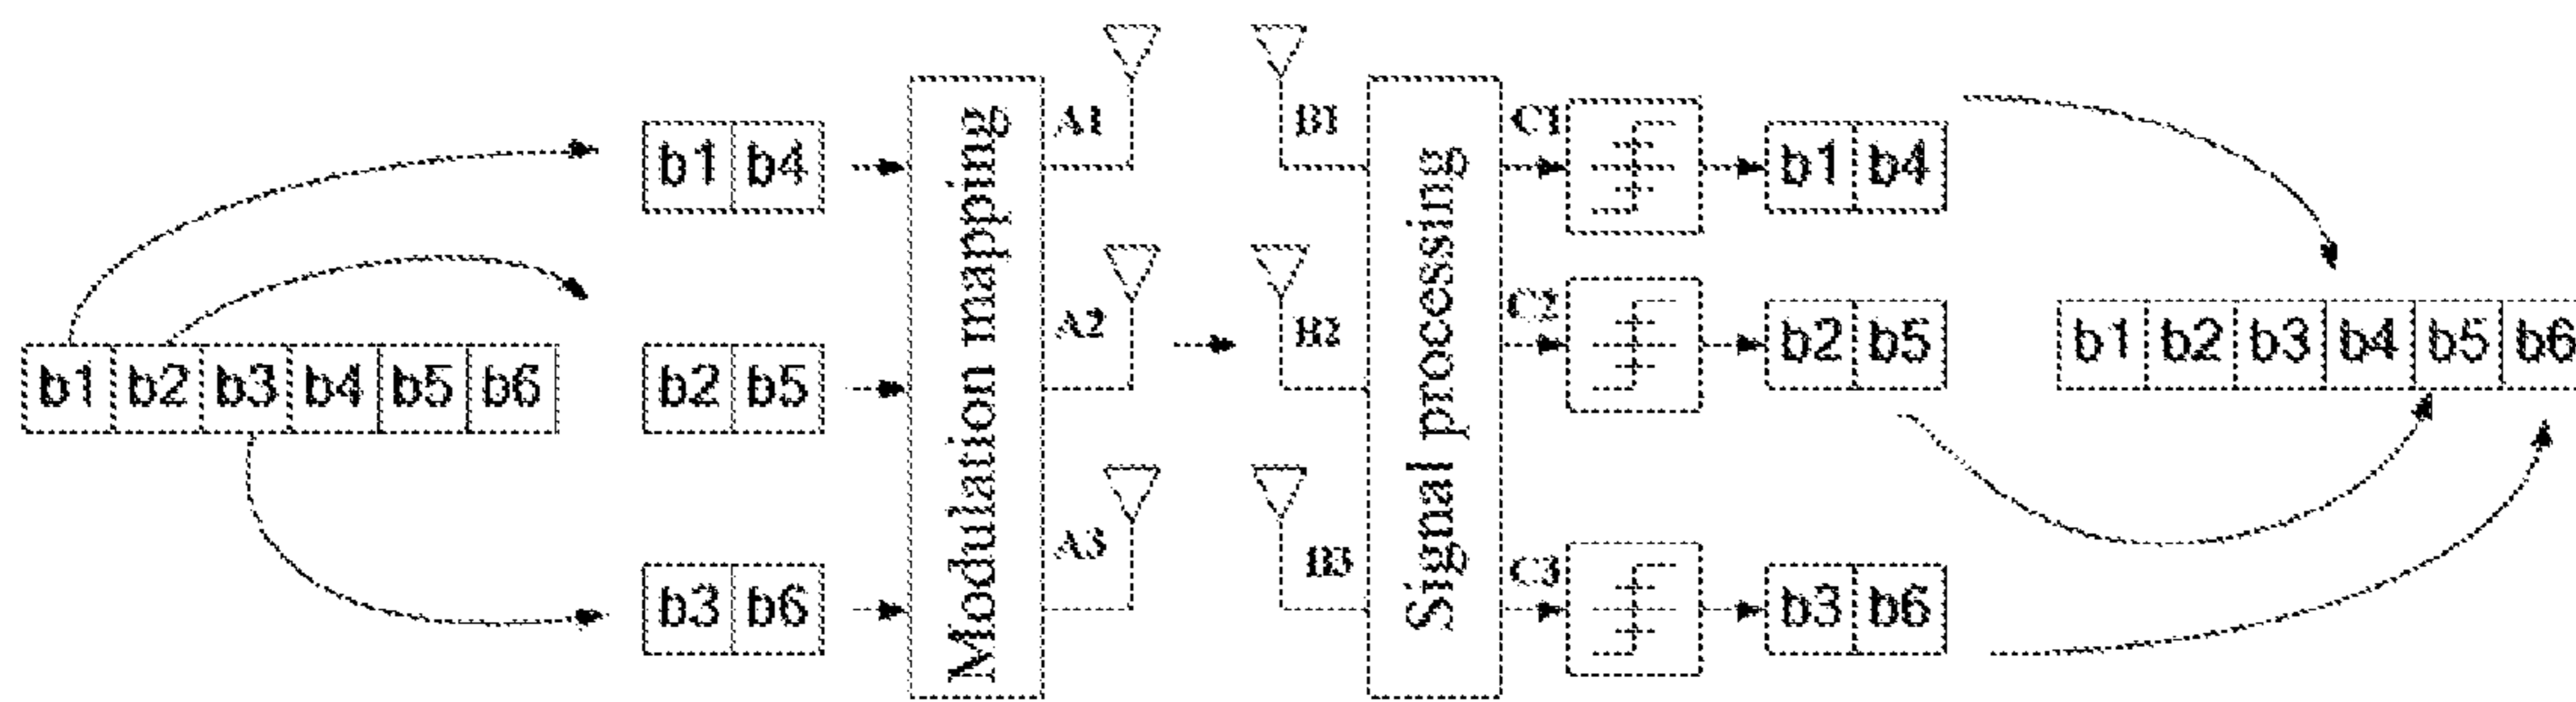 b1 b2 b3 b4 b5 b6
b1 b4
b2 b5
b3 b6
Modulation mapping
A1
A2
A3
B1
B2
B3
Signal processing
C1
C2
C3
b1 b4
b2 b5
b3 b6
b1 b2 b3 b4 b5 b6